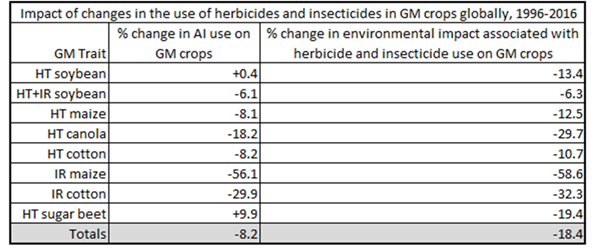 Impact of changes in the use of herbicides and insecticides in GM crops globally, 1996-2016
GM Trait % change in AI use on GM crops % change in environmental impact associated with herbicide and insecticide use on GM crops
HT soybean +0.4 -13.4
HT+IR soybean -6.1 -6.3
HT maize -8.1 -12.5
HT canola -18.2 -29.7
HT cotton -8.2 -10.7
IR maize -56.1 -58.6
IR cotton -29.9 -32.3
HT sugar beet +9.9 -19.4
Totals -8.2 -18.4